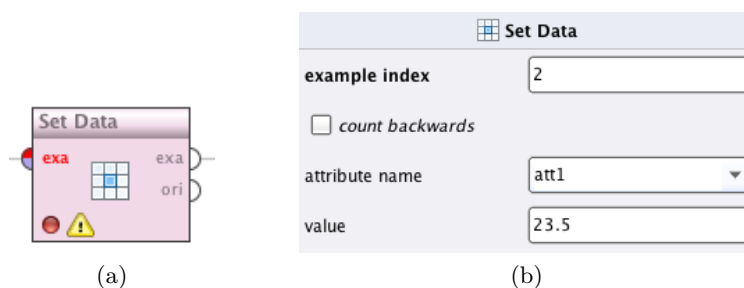 Set Data
exa
exa
ori
(a)
Set Data
example index
2
count backwards
attribute name
att1
value
23.5
(b)